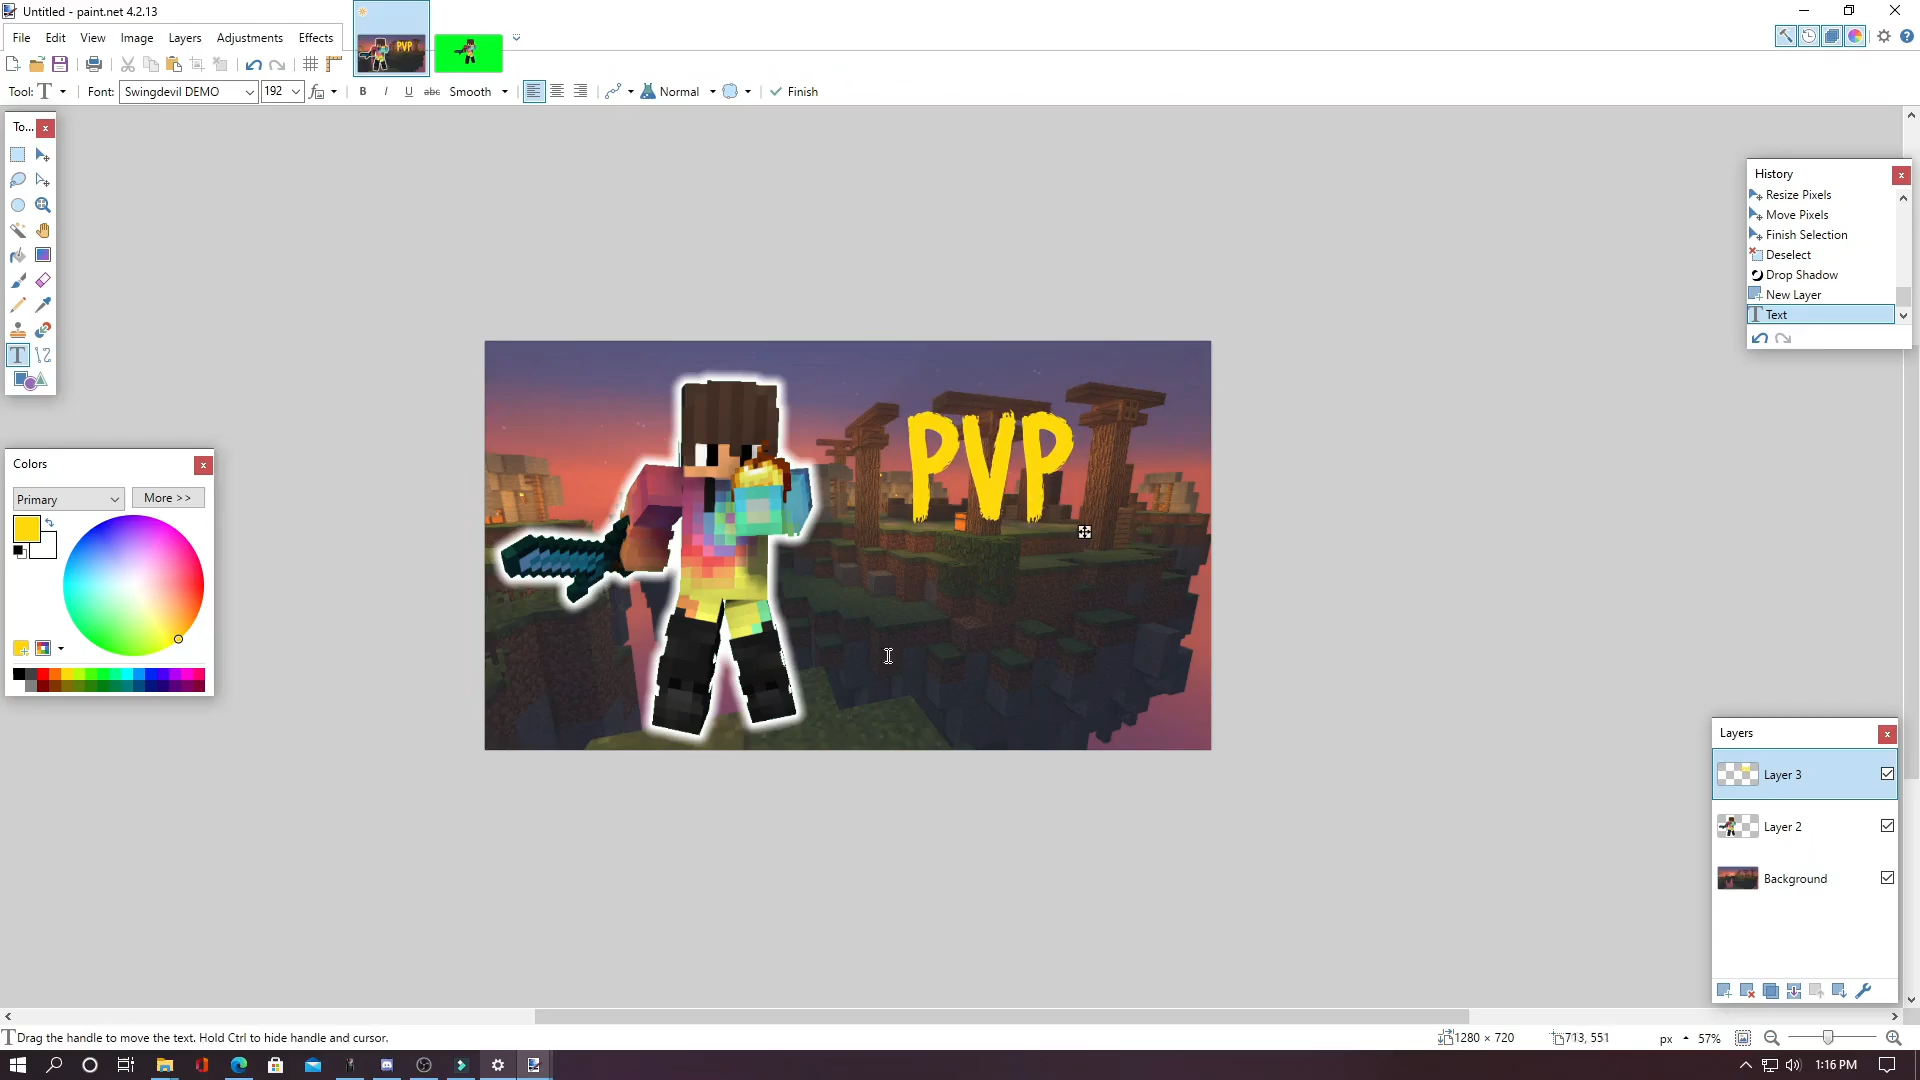 Untitled - paint.net 4.2.13
File Edit View Image Layers Adjustments Effects
Tool: Font: Swingdevil DEMO 192 B I U abc Smooth Normal Finish
To...
History
Resize Pixels
Move Pixels
Finish Selection
Deselect
Drop Shadow
New Layer
Text
PVP
Colors
Primary More >>
Layers
Layer 3
Layer 2
Background
Drag the handle to move the text. Hold Ctrl to hide handle and cursor. 1280 × 720 713, 551 px 57%
1:16 PM